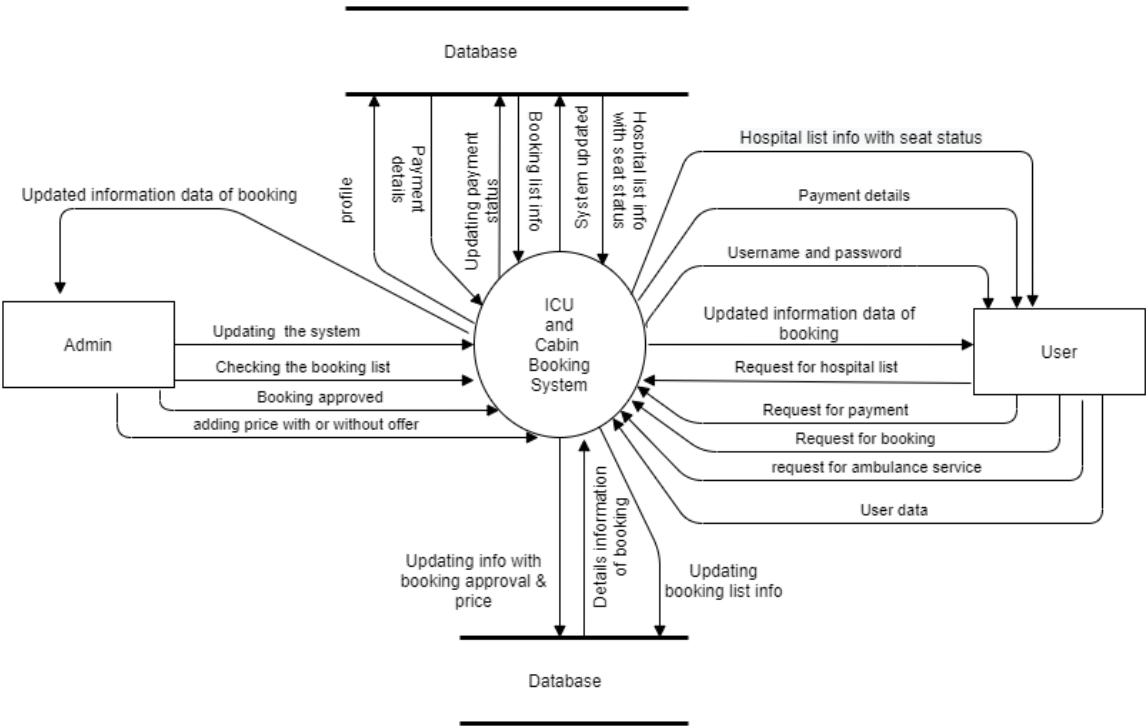 Database
profile
Payment
details
Updating payment
status
Booking list info
System updated
Hospital list info
with seat status
Hospital list info with seat status
Payment details
Username and password
Updated information data of booking
Updated information data of
booking
Admin
Updating  the system
Checking the booking list
Booking approved
adding price with or without offer
ICU
and
Cabin
Booking
System
User
Request for hospital list
Request for payment
Request for booking
request for ambulance service
User data
Updating info with
booking approval &
price
Details information
of booking
Updating
booking list info
Database